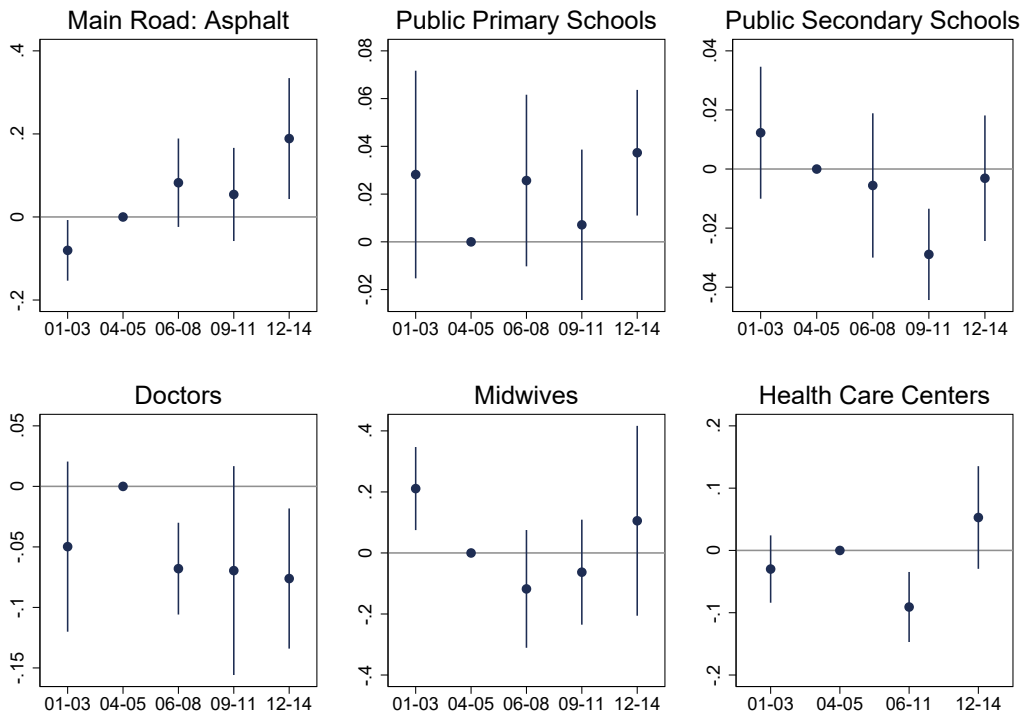 Main Road: Asphalt
.4
.2
0
-.2
01-03 04-05 06-08 09-11 12-14
Public Primary Schools
.08
.06
.04
.02
0
-.02
01-03 04-05 06-08 09-11 12-14
Public Secondary Schools
.04
.02
0
-.02
-.04
01-03 04-05 06-08 09-11 12-14
Doctors
.05
0
-.05
-.1
-.15
01-03 04-05 06-08 09-11 12-14
Midwives
.4
.2
0
-.2
-.4
01-03 04-05 06-08 09-11 12-14
Health Care Centers
.2
.1
0
-.1
-.2
01-03 04-05 06-11 12-14